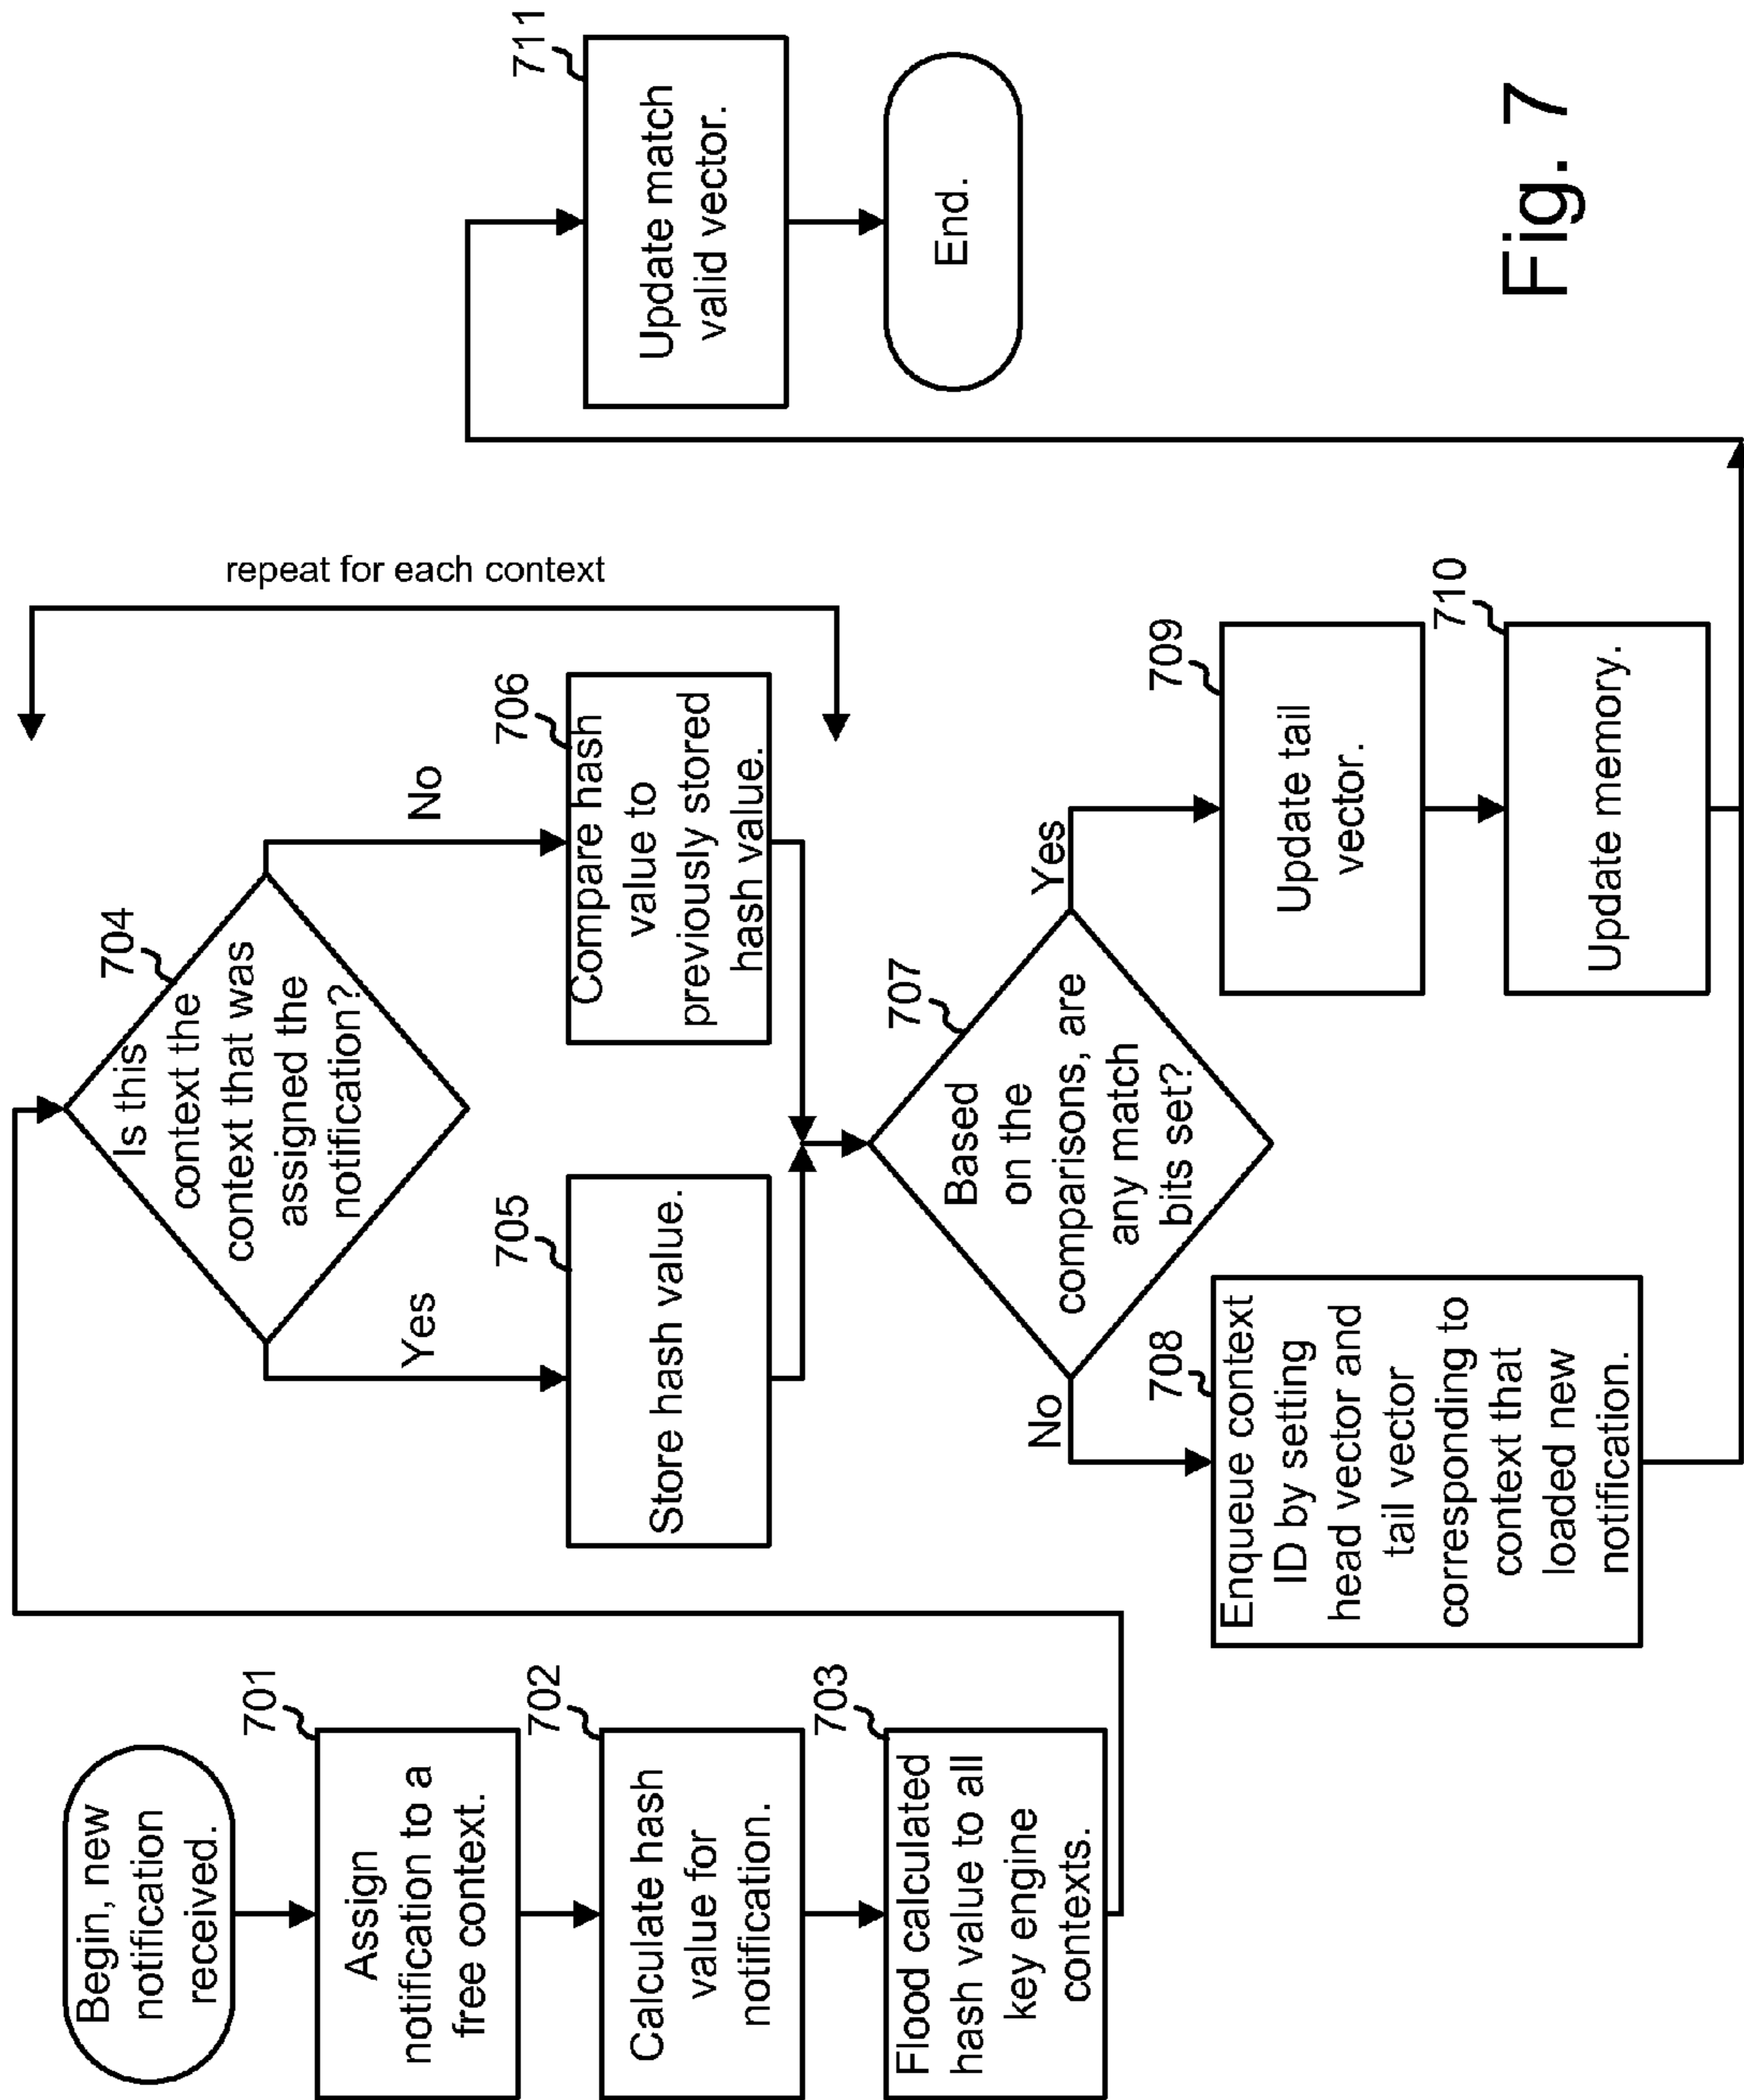 Begin, new
notification
received.
701
Assign
notification to a
free context.
702
Calculate hash
value for
notification.
703
Flood calculated
hash value to all
key engine
contexts.
704
Is this
context the
context that was
assigned the
notification?
Yes
No
705
Store hash value.
706
Compare hash
value to
previously stored
hash value.
repeat for each context
707
Based
on the
comparisons, are
any match
bits set?
No
Yes
708
Enqueue context
ID by setting
head vector and
tail vector
corresponding to
context that
loaded new
notification.
709
Update tail
vector.
710
Update memory.
711
Update match
valid vector.
End.
Fig. 7